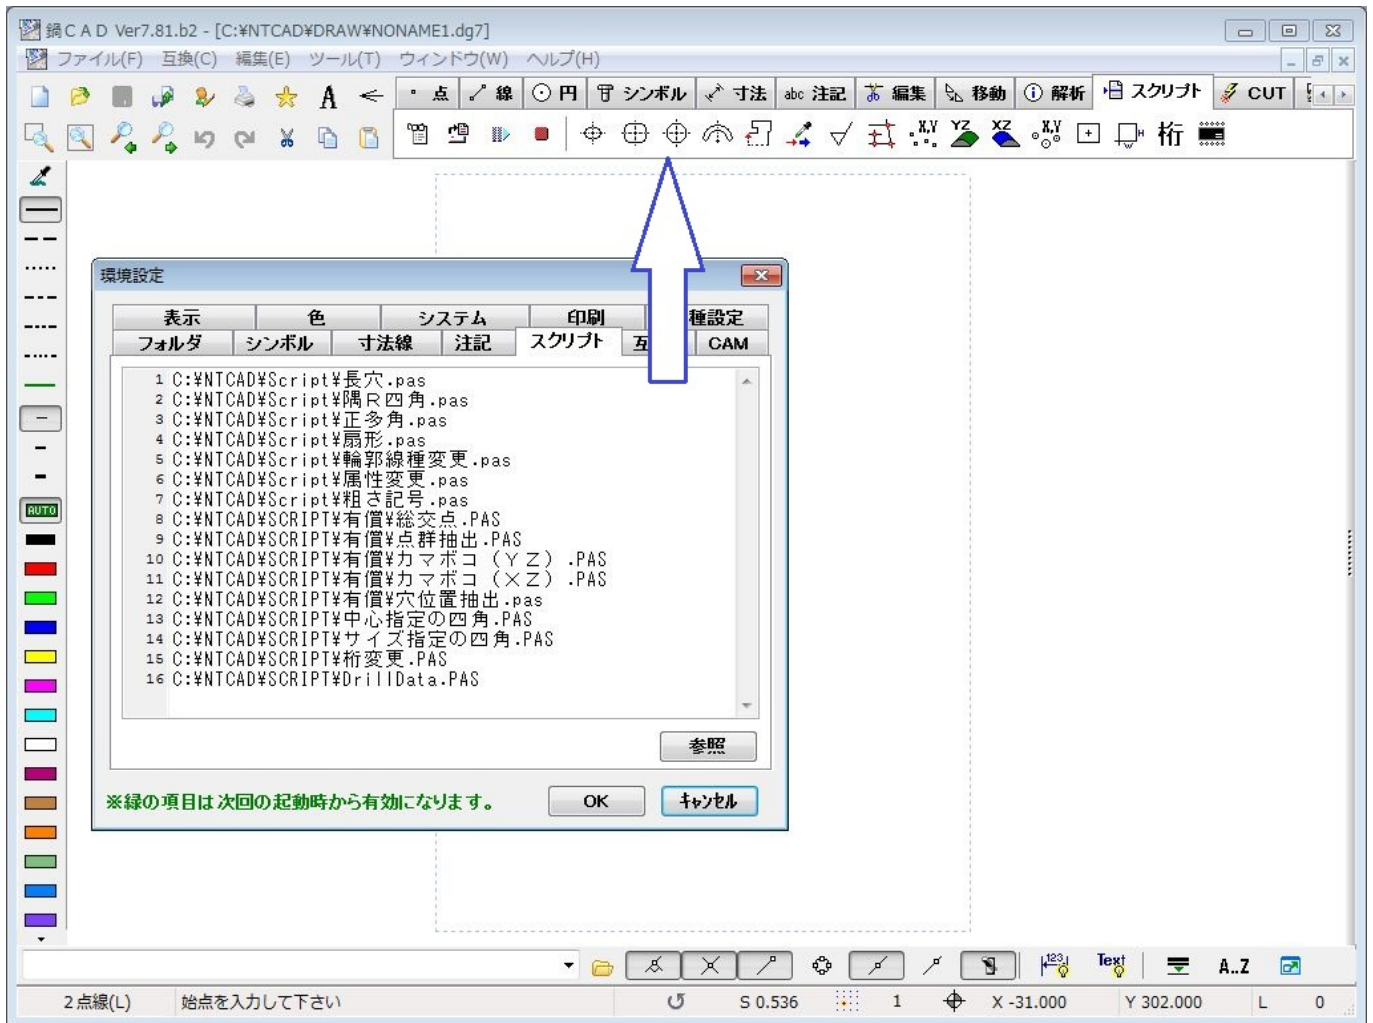 鍋CAD Ver7.81.b2 - [C:¥NTCAD¥DRAW¥NONAME1.dg7]
ファイル(F) 互換(C) 編集(E) ツール(T) ウィンドウ(W) ヘルプ(H)
点 線 円 シンボル 寸法 abc 注記 編集 移動 解析 スクリプト CUT
A
X,Y YZ XZ X,Y H W 桁
AUTO
環境設定
表示 色 システム 印刷 種設定
フォルダ シンボル 寸法線 注記 スクリプト 互 CAM
1 C:¥NTCAD¥Script¥長穴.pas
2 C:¥NTCAD¥Script¥隅R四角.pas
3 C:¥NTCAD¥Script¥正多角.pas
4 C:¥NTCAD¥Script¥扇形.pas
5 C:¥NTCAD¥Script¥輪郭線種変更.pas
6 C:¥NTCAD¥Script¥属性変更.pas
7 C:¥NTCAD¥Script¥粗さ記号.pas
8 C:¥NTCAD¥SCRIPT¥有償¥総交点.PAS
9 C:¥NTCAD¥SCRIPT¥有償¥点群抽出.PAS
10 C:¥NTCAD¥SCRIPT¥有償¥カマボコ(YZ).PAS
11 C:¥NTCAD¥SCRIPT¥有償¥カマボコ(XZ).PAS
12 C:¥NTCAD¥SCRIPT¥有償¥穴位置抽出.pas
13 C:¥NTCAD¥SCRIPT¥中心指定の四角.PAS
14 C:¥NTCAD¥SCRIPT¥サイズ指定の四角.PAS
15 C:¥NTCAD¥SCRIPT¥桁変更.PAS
16 C:¥NTCAD¥SCRIPT¥DrillData.PAS
参照
※緑の項目は次回の起動時から有効になります。 OK キャンセル
123 Text A..Z
2点線(L) 始点を入力して下さい S 0.536 1 X -31.000 Y 302.000 L 0